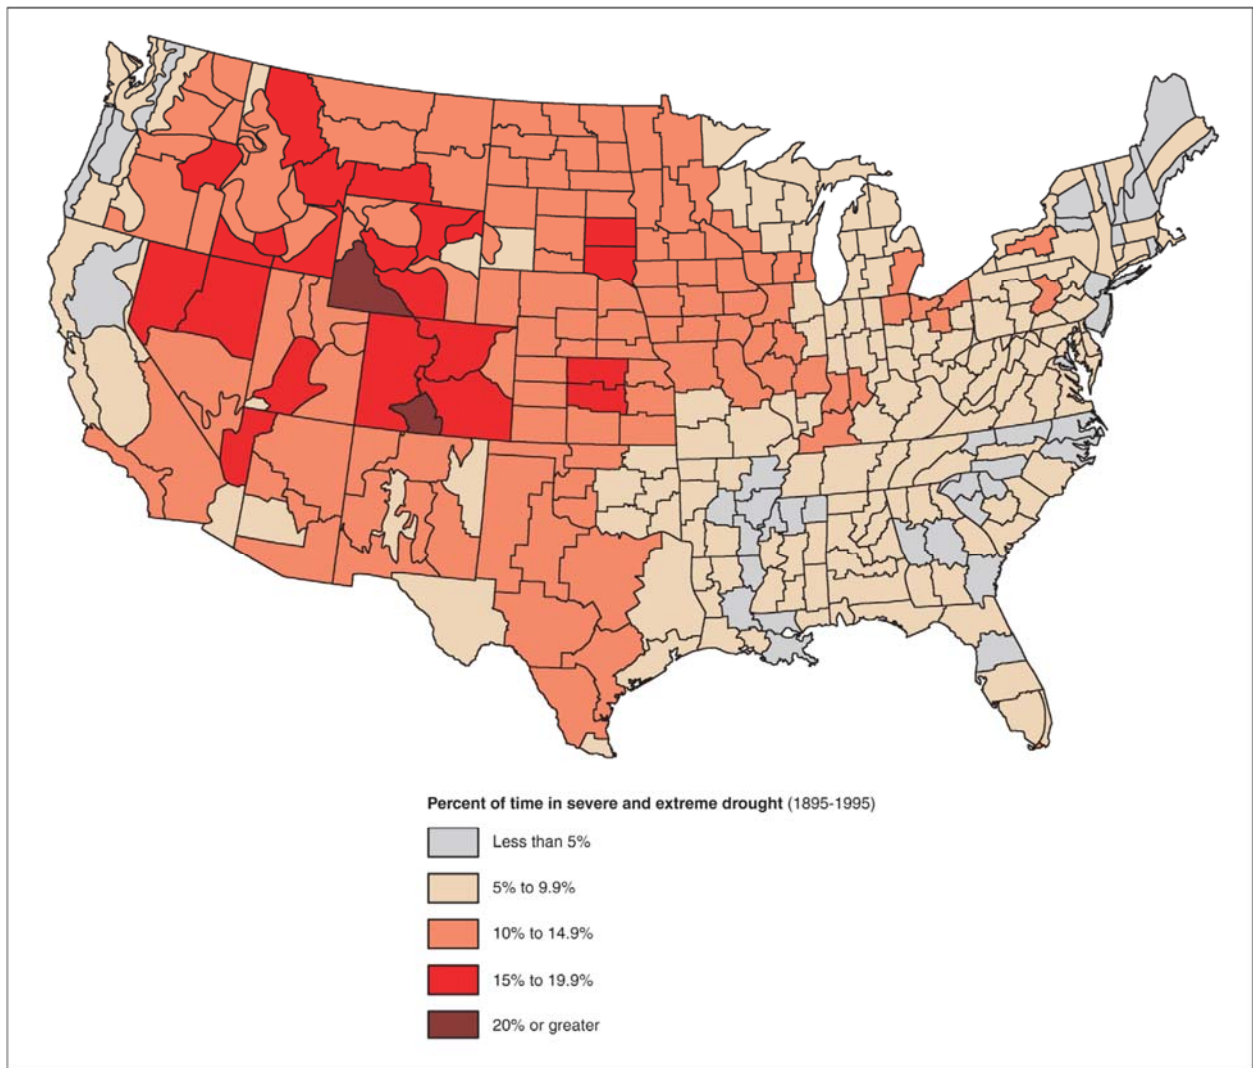 Percent of time in severe and extreme drought (1895-1995)
Less than 5%
5% to 9.9%
10% to 14.9%
15% to 19.9%
20% or greater